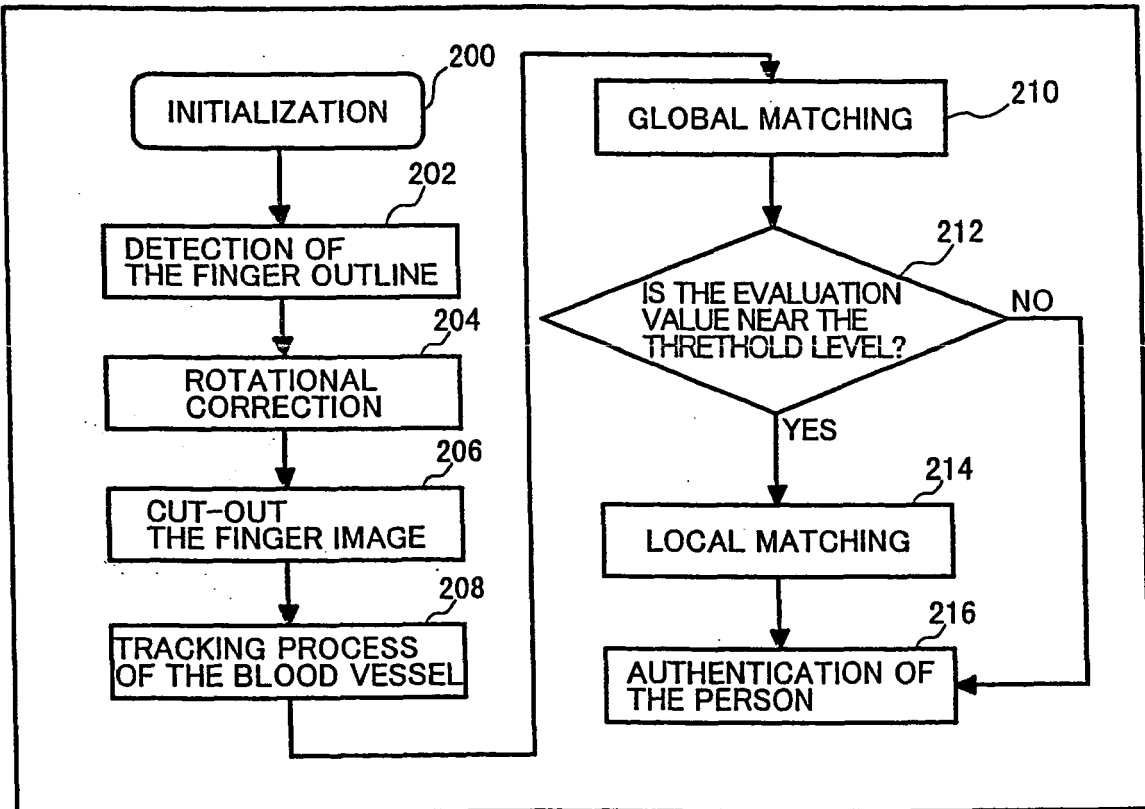 200
INITIALIZATION
202
DETECTION OF
THE FINGER OUTLINE
204
ROTATIONAL
CORRECTION
206
CUT-OUT
THE FINGER IMAGE
208
TRACKING PROCESS
OF THE BLOOD VESSEL
210
GLOBAL MATCHING
212
IS THE EVALUATION
VALUE NEAR THE
THRETHOLD LEVEL?
NO
YES
214
LOCAL MATCHING
216
AUTHENTICATION OF
THE PERSON